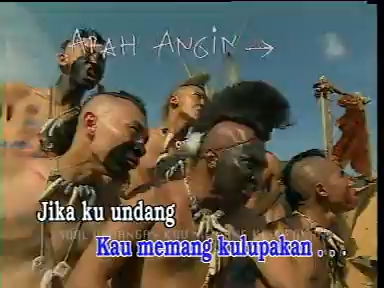 ARAH ANGIN →
Jika ku undang
Kau memang kulupakan . . .